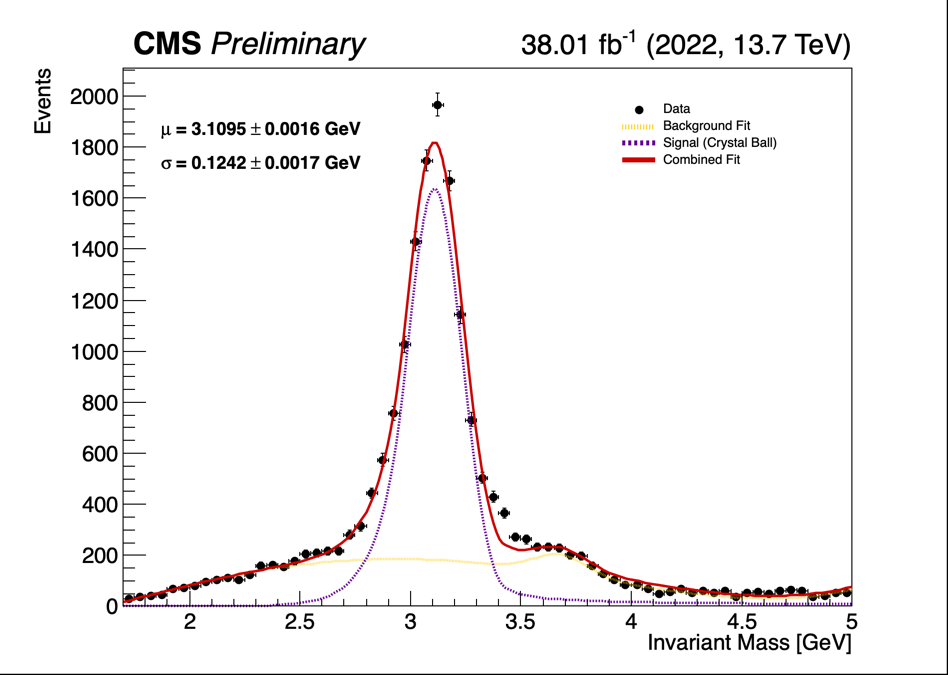 CMS Preliminary
38.01 fb-1 (2022, 13.7 TeV)
Events
2000
1800
1600
1400
1200
1000
800
600
400
200
0
μ = 3.1095 ± 0.0016 GeV
σ = 0.1242 ± 0.0017 GeV
Data
Background Fit
Signal (Crystal Ball)
Combined Fit
2 2.5 3 3.5 4 4.5 5
Invariant Mass [GeV]